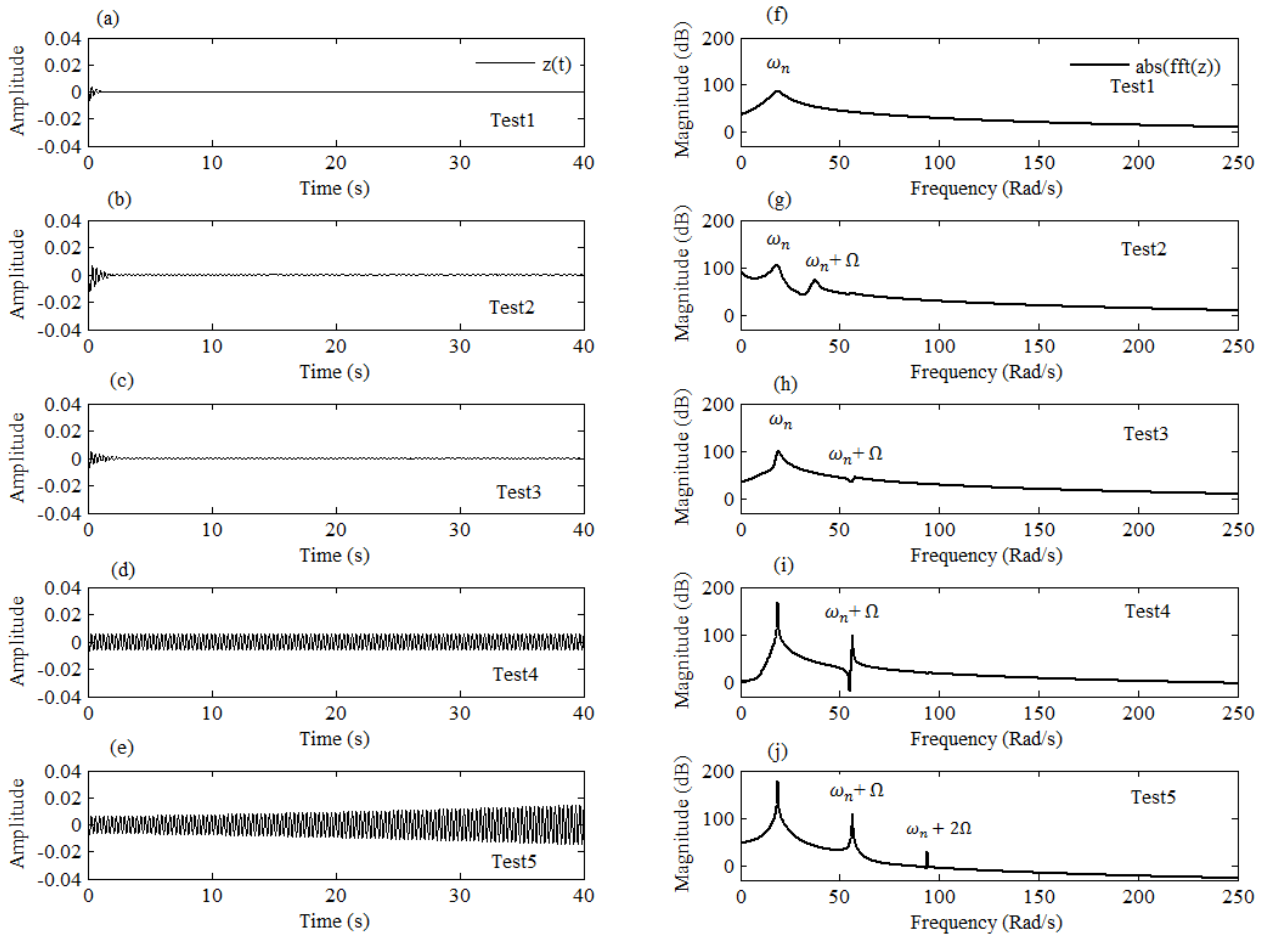 (a)
0.04
0.02
0
-0.02
-0.04
Amplitude
z(t)
Test1
0 10 20 30 40
Time (s)
(b)
0.04
0.02
0
-0.02
-0.04
Amplitude
Test2
0 10 20 30 40
Time (s)
(c)
0.04
0.02
0
-0.02
-0.04
Amplitude
Test3
0 10 20 30 40
Time (s)
(d)
0.04
0.02
0
-0.02
-0.04
Amplitude
Test4
0 10 20 30 40
Time (s)
(e)
0.04
0.02
0
-0.02
-0.04
Amplitude
Test5
0 10 20 30 40
Time (s)
(f)
200
100
0
Magnitude (dB)
ωn
abs(fft(z))
Test1
0 50 100 150 200 250
Frequency (Rad/s)
(g)
200
100
0
Magnitude (dB)
ωn
ωn + Ω
Test2
0 50 100 150 200 250
Frequency (Rad/s)
(h)
200
100
0
Magnitude (dB)
ωn
ωn + Ω
Test3
0 50 100 150 200 250
Frequency (Rad/s)
(i)
200
100
0
Magnitude (dB)
ωn + Ω
Test4
0 50 100 150 200 250
Frequency (Rad/s)
(j)
200
100
0
Magnitude (dB)
ωn + Ω
ωn + 2Ω
Test5
0 50 100 150 200 250
Frequency (Rad/s)